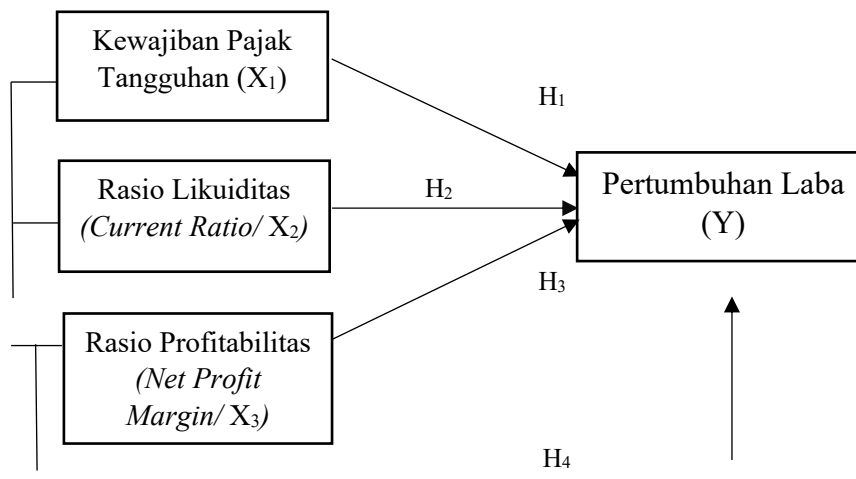 Kewajiban Pajak
Tangguhan (X₁)
H₁
Rasio Likuiditas
(Current Ratio/ X₂)
H₂
Pertumbuhan Laba
(Y)
H₃
Rasio Profitabilitas
(Net Profit
Margin/ X₃)
H₄